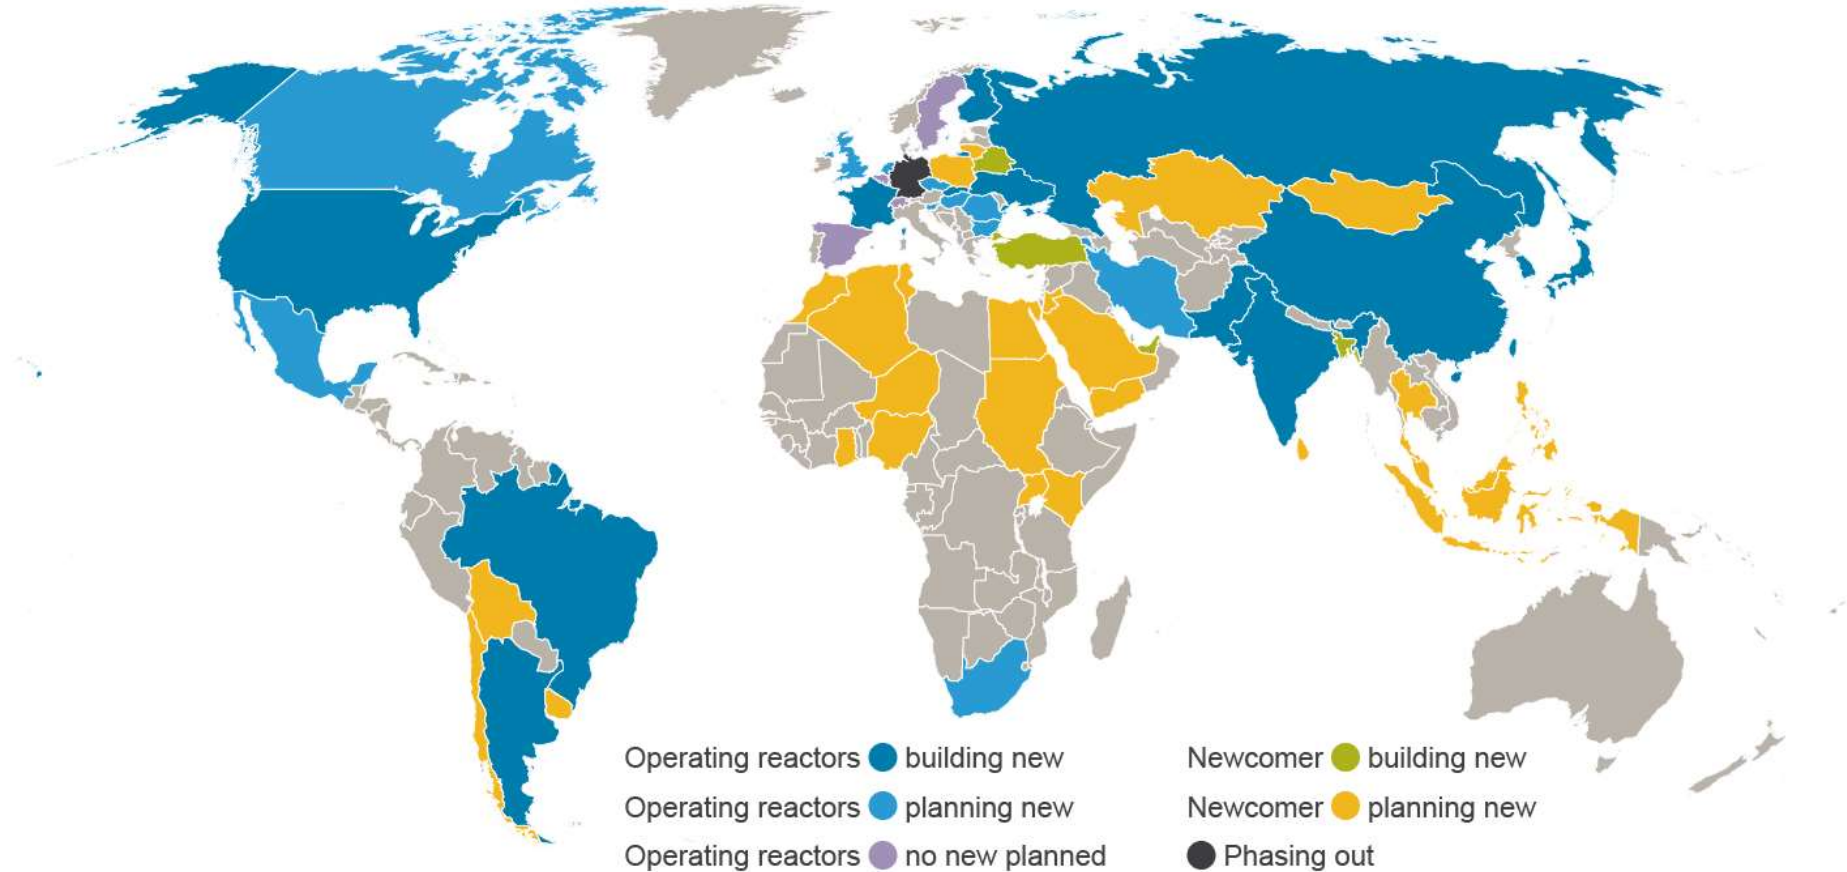 Operating reactors building new
Operating reactors planning new
Operating reactors no new planned
Newcomer building new
Newcomer planning new
Phasing out